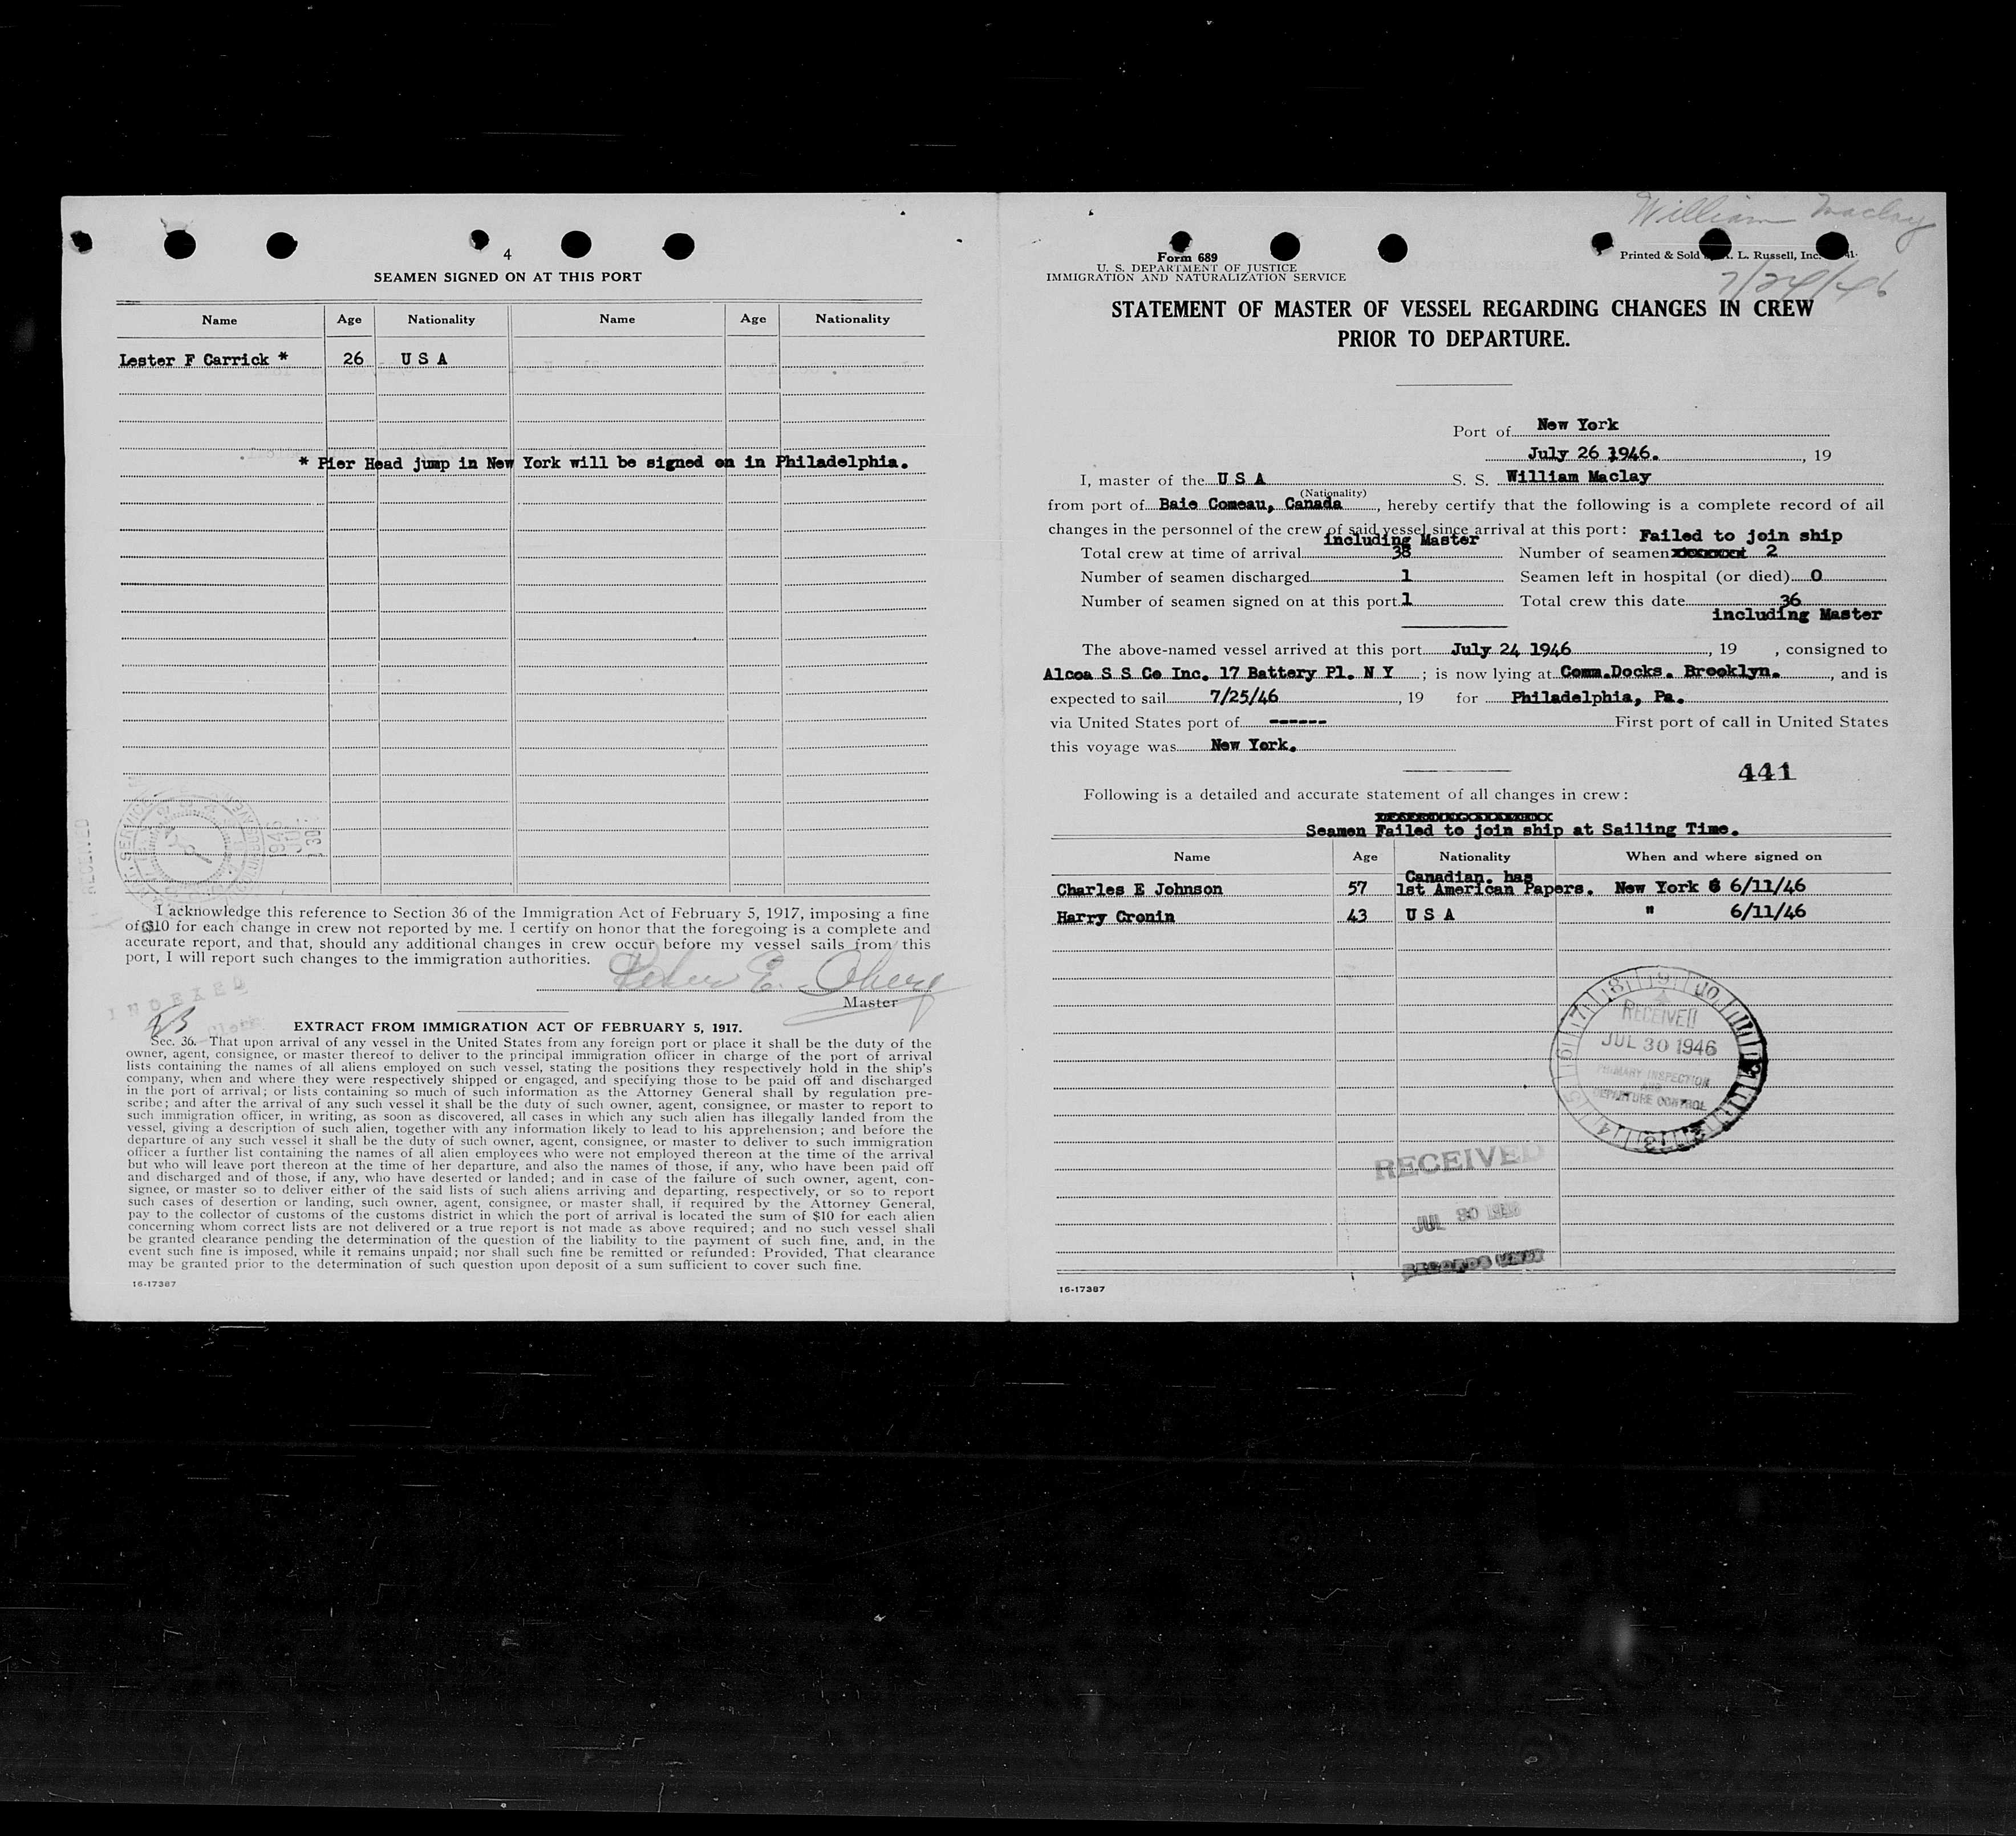 4
SEAMEN SIGNED ON AT THIS PORT
Name Age Nationality Name Age Nationality
Lester F Carrick * 26 U S A
* Pier Head jump in New York will be signed on in Philadelphia.
RECEIVED
1946
30
I acknowledge this reference to Section 36 of the Immigration Act of February 5, 1917, imposing a fine
of $10 for each change in crew not reported by me. I certify on honor that the foregoing is a complete and
accurate report, and that, should any additional changes in crew occur before my vessel sails from this
port, I will report such changes to the immigration authorities.
Master
INDEXED
Clerk
EXTRACT FROM IMMIGRATION ACT OF FEBRUARY 5, 1917.
Sec. 36. That upon arrival of any vessel in the United States from any foreign port or place it shall be the duty of the
owner, agent, consignee, or master thereof to deliver to the principal immigration officer in charge of the port of arrival
lists containing the names of all aliens employed on such vessel, stating the positions they respectively hold in the ship's
company, when and where they were respectively shipped or engaged, and specifying those to be paid off and discharged
in the port of arrival; or lists containing so much of such information as the Attorney General shall by regulation pre-
scribe; and after the arrival of any such vessel it shall be the duty of such owner, agent, consignee, or master to report to
such immigration officer, in writing, as soon as discovered, all cases in which any such alien has illegally landed from the
vessel, giving a description of such alien, together with any information likely to lead to his apprehension; and before the
departure of any such vessel it shall be the duty of such owner, agent, consignee, or master to deliver to such immigration
officer a further list containing the names of all alien employees who were not employed thereon at the time of the arrival
but who will leave port thereon at the time of her departure, and also the names of those, if any, who have been paid off
and discharged and of those, if any, who have deserted or landed; and in case of the failure of such owner, agent, con-
signee, or master so to deliver either of the said lists of such aliens arriving and departing, respectively, or so to report
such cases of desertion or landing, such owner, agent, consignee, or master shall, if required by the Attorney General,
pay to the collector of customs of the customs district in which the port of arrival is located the sum of $10 for each alien
concerning whom correct lists are not delivered or a true report is not made as above required; and no such vessel shall
be granted clearance pending the determination of the question of the liability to the payment of such fine, and, in the
event such fine is imposed, while it remains unpaid; nor shall such fine be remitted or refunded: Provided, That clearance
may be granted prior to the determination of such question upon deposit of a sum sufficient to cover such fine.
16-17387
William Maclay
7/24/46
Form 689
U. S. DEPARTMENT OF JUSTICE
IMMIGRATION AND NATURALIZATION SERVICE
Printed & Sold L. Russell, Inc.
STATEMENT OF MASTER OF VESSEL REGARDING CHANGES IN CREW
PRIOR TO DEPARTURE.
Port of New York
July 26 1946. , 19
I, master of the U S A S. S. William Maclay
(Nationality)
from port of Baie Comeau, Canada , hereby certify that the following is a complete record of all
changes in the personnel of the crew of said vessel since arrival at this port:
including Master Failed to join ship
Total crew at time of arrival 38 Number of seamen 2
Number of seamen discharged 1 Seamen left in hospital (or died) 0
Number of seamen signed on at this port 1 Total crew this date 36
including Master
The above-named vessel arrived at this port July 24 1946 , 19 , consigned to
Alcoa S S Co Inc. 17 Battery Pl. N Y ; is now lying at Comm.Docks. Brooklyn. , and is
expected to sail 7/25/46 , 19 for Philadelphia, Pa.
via United States port of ------ First port of call in United States
this voyage was New York.
441
Following is a detailed and accurate statement of all changes in crew:
Seamen Failed to join ship at Sailing Time.
Name Age Nationality When and where signed on
Canadian. has
Charles E Johnson 57 1st American Papers. New York 6/11/46
Harry Cronin 43 U S A " 6/11/46
RECEIVED
JUL 30 1946
PRIMARY INSPECTION
AND
DEPARTURE CONTROL
RECEIVED
JUL 30 1946
RECORDS UNIT
16-17387